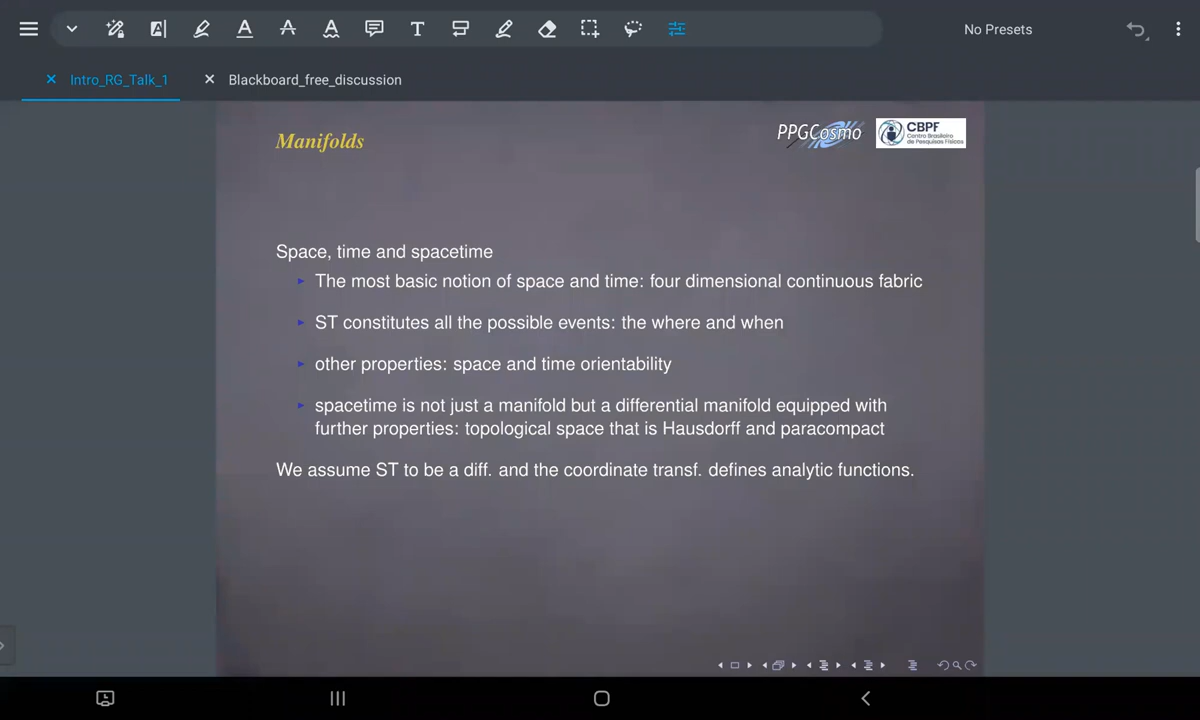 No Presets
Intro_RG_Talk_1
Blackboard_free_discussion
Manifolds
PPGCosmo
CBPF
Centro Brasileiro
de Pesquisas Físicas
Space, time and spacetime
The most basic notion of space and time: four dimensional continuous fabric
ST constitutes all the possible events: the where and when
other properties: space and time orientability
spacetime is not just a manifold but a differential manifold equipped with
further properties: topological space that is Hausdorff and paracompact
We assume ST to be a diff. and the coordinate transf. defines analytic functions.